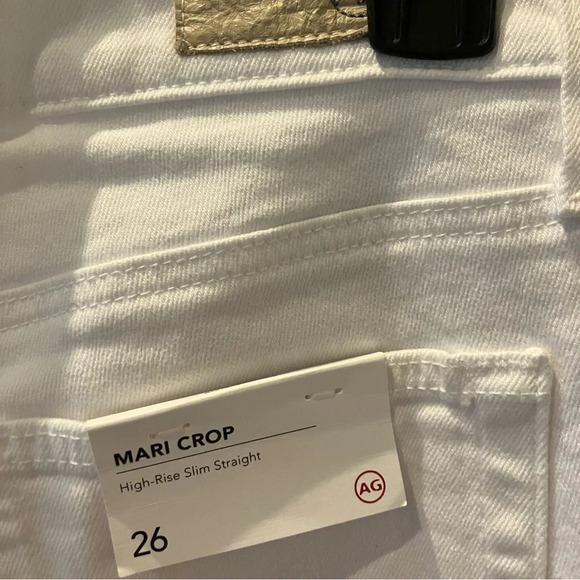 MARI CROP
High-Rise Slim Straight
AG
26